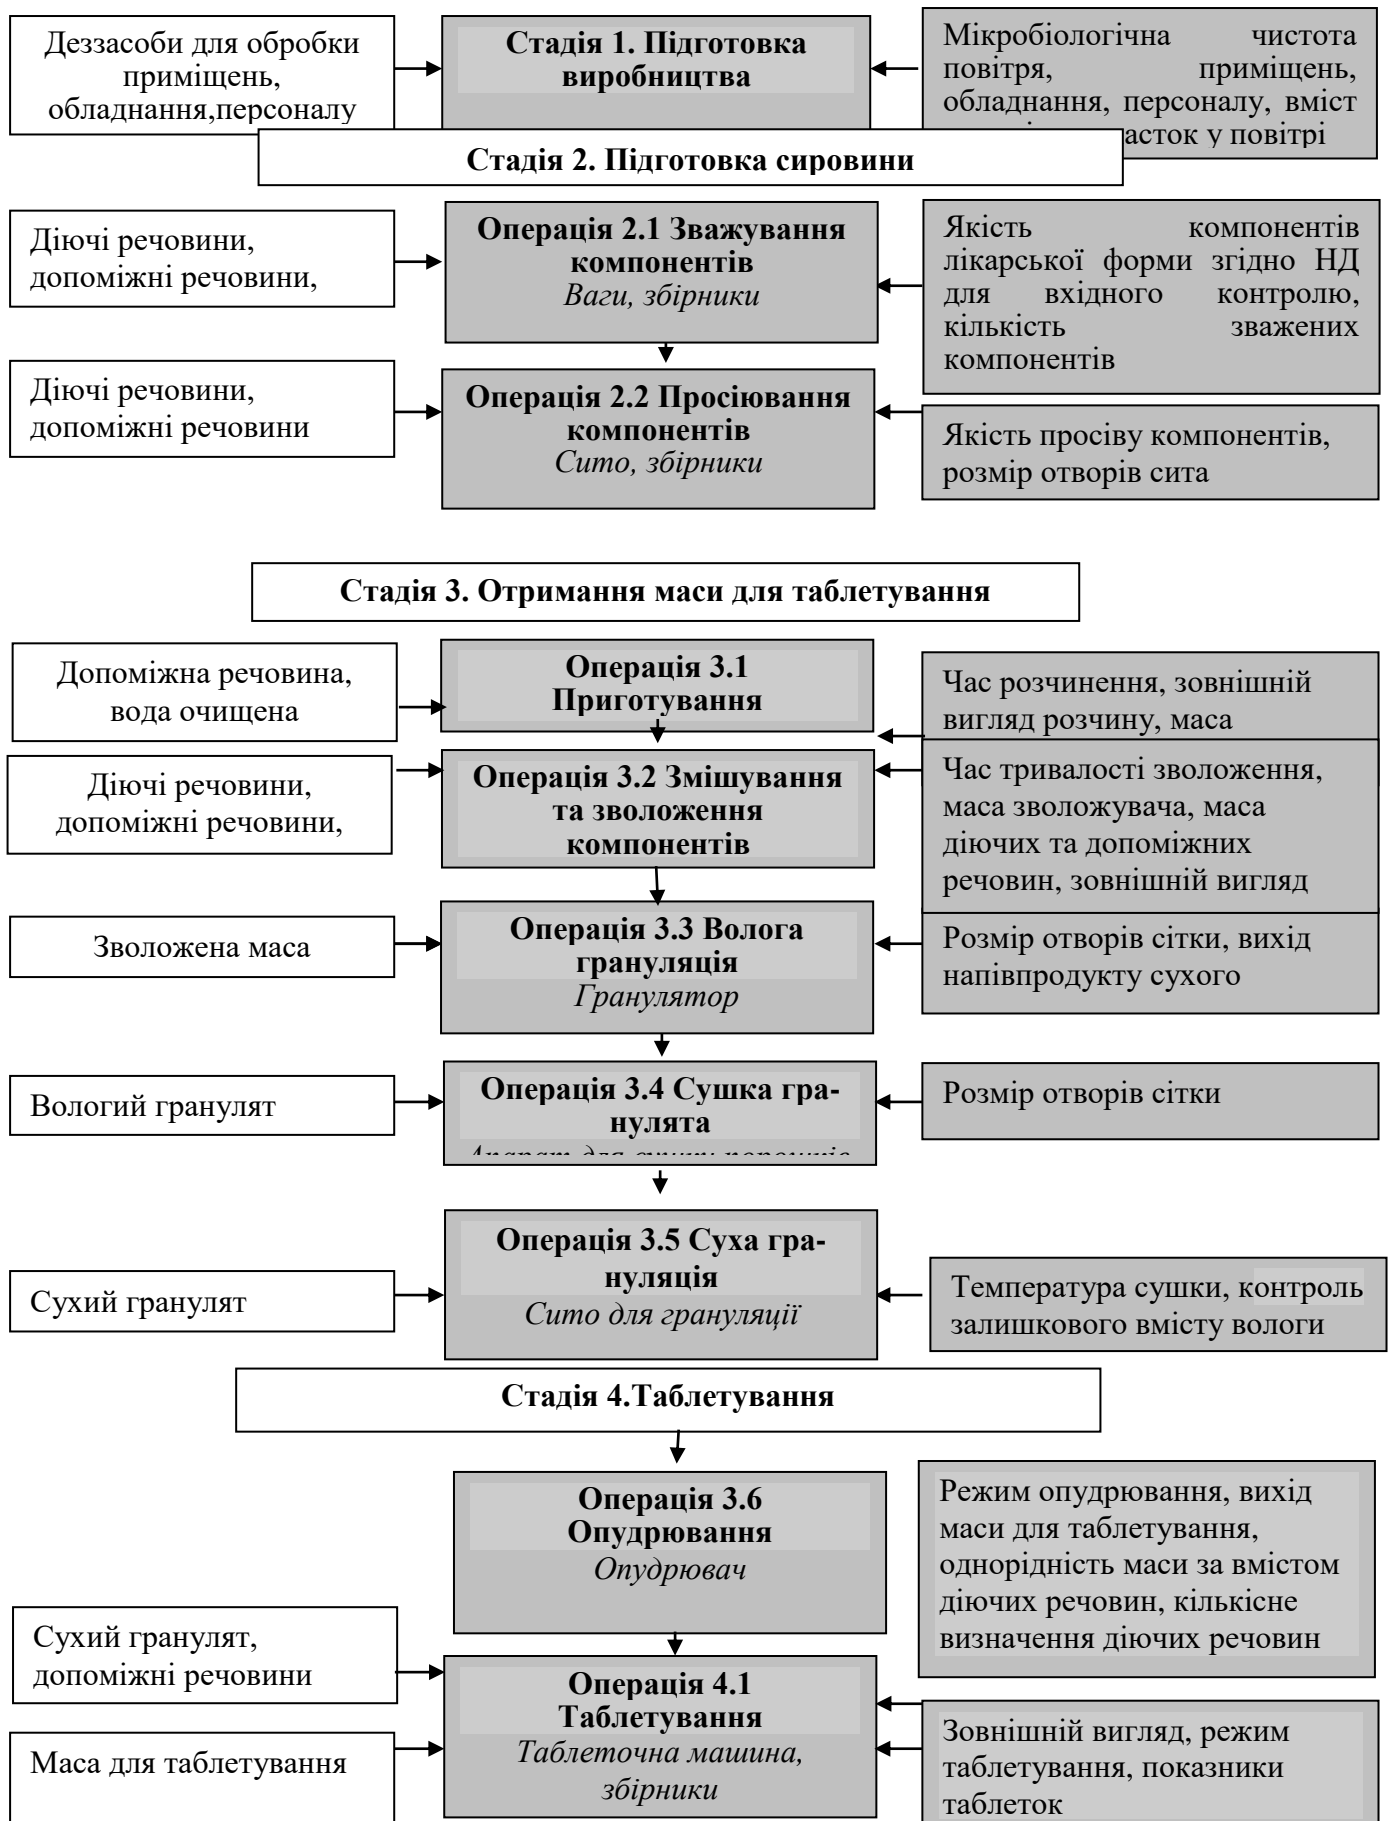 Деззасоби для обробки
приміщень,
обладнання,персоналу
Стадія 1. Підготовка
виробництва
Мікробіологічна чистота
повітря, приміщень,
обладнання, персоналу, вміст
асток у повітрі
Стадія 2. Підготовка сировини
Діючі речовини,
допоміжні речовини,
Операція 2.1 Зважування
компонентів
Ваги, збірники
Якість компонентів
лікарської форми згідно НД
для вхідного контролю,
кількість зважених
компонентів
Діючі речовини,
допоміжні речовини
Операція 2.2 Просіювання
компонентів
Сито, збірники
Якість просіву компонентів,
розмір отворів сита
Стадія 3. Отримання маси для таблетування
Допоміжна речовина,
вода очищена
Операція 3.1
Приготування
Час розчинення, зовнішній
вигляд розчину, маса
Діючі речовини,
допоміжні речовини,
Операція 3.2 Змішування
та зволоження
компонентів
Час тривалості зволоження,
маса зволожувача, маса
діючих та допоміжних
речовин, зовнішній вигляд
Зволожена маса
Операція 3.3 Волога
грануляція
Гранулятор
Розмір отворів сітки, вихід
напівпродукту сухого
Вологий гранулят
Операція 3.4 Сушка гра-
нулята
Апарат для сушки порошків
Розмір отворів сітки
Сухий гранулят
Операція 3.5 Суха гра-
нуляція
Сито для грануляції
Температура сушки, контроль
залишкового вмісту вологи
Стадія 4.Таблетування
Операція 3.6
Опудрювання
Опудрювач
Режим опудрювання, вихід
маси для таблетування,
однорідність маси за вмістом
діючих речовин, кількісне
визначення діючих речовин
Сухий гранулят,
допоміжні речовини
Операція 4.1
Таблетування
Таблеточна машина,
збірники
Маса для таблетування
Зовнішній вигляд, режим
таблетування, показники
таблеток